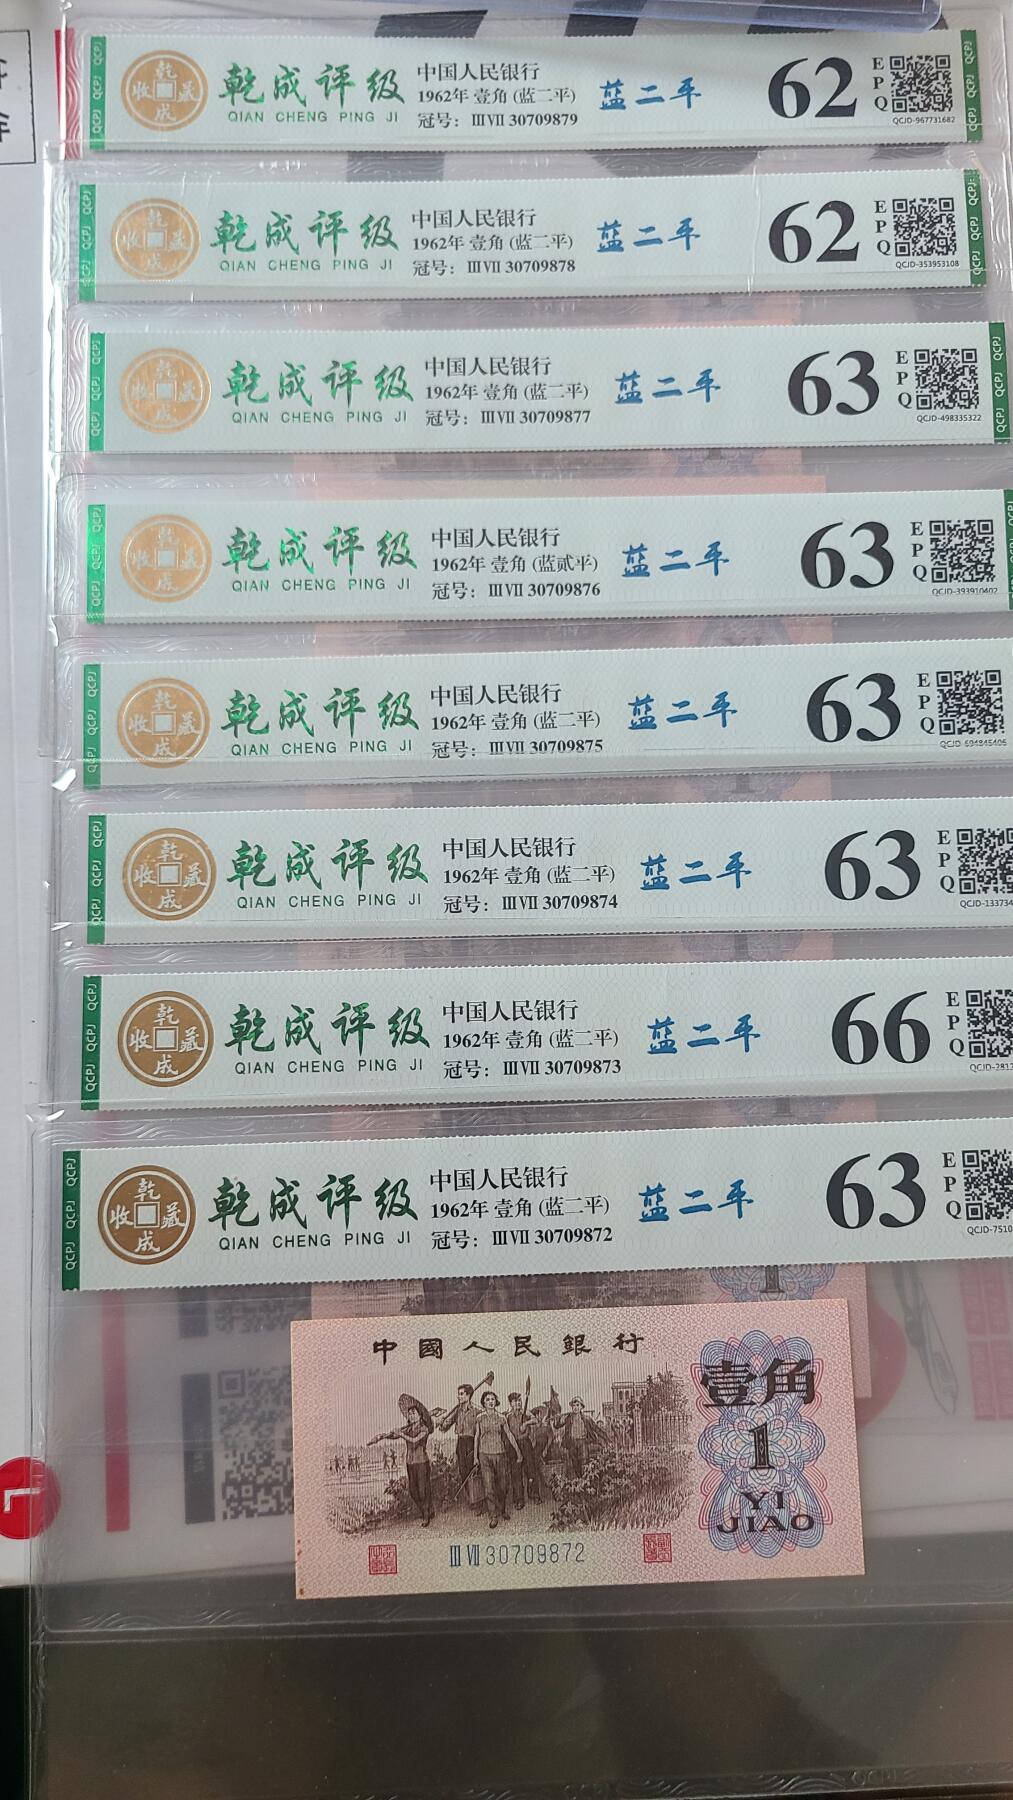 乾成评级
QIAN CHENG PING JI
中国人民银行
1962年 壹角 (蓝二平)
冠号: ⅢⅦ 30709879
蓝二平
62
EPQ
QCJD-967731682
乾成评级
QIAN CHENG PING JI
中国人民银行
1962年 壹角 (蓝二平)
冠号: ⅢⅦ 30709878
蓝二平
62
EPQ
QCJD-353953108
乾成评级
QIAN CHENG PING JI
中国人民银行
1962年 壹角 (蓝二平)
冠号: ⅢⅦ 30709877
蓝二平
63
EPQ
QCJD-498335322
乾成评级
QIAN CHENG PING JI
中国人民银行
1962年 壹角 (蓝贰平)
冠号: ⅢⅦ 30709876
蓝二平
63
EPQ
QCJD-393910402
乾成评级
QIAN CHENG PING JI
中国人民银行
1962年 壹角 (蓝二平)
冠号: ⅢⅦ 30709875
蓝二平
63
EPQ
乾成评级
QIAN CHENG PING JI
中国人民银行
1962年 壹角 (蓝二平)
冠号: ⅢⅦ 30709874
蓝二平
63
EPQ
QCJD-133734
乾成评级
QIAN CHENG PING JI
中国人民银行
1962年 壹角 (蓝二平)
冠号: ⅢⅦ 30709873
蓝二平
66
EPQ
QCJD-281
乾成评级
QIAN CHENG PING JI
中国人民银行
1962年 壹角 (蓝二平)
冠号: ⅢⅦ 30709872
蓝二平
63
EPQ
QCJD-7510
中國人民銀行
壹角
1
YI
JIAO
ⅢⅦ 30709872